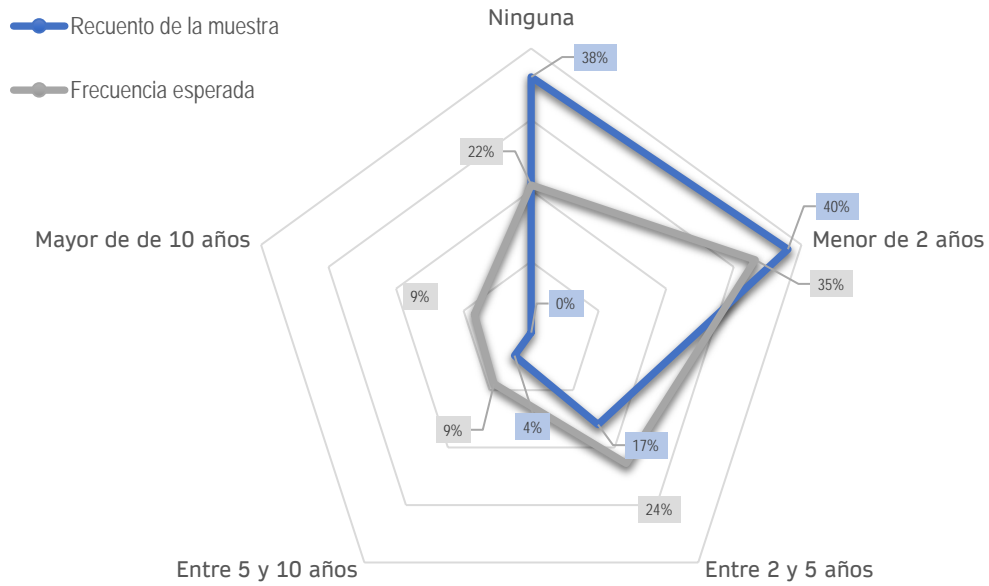 Recuento de la muestra
Frecuencia esperada
Ninguna
38%
22%
40%
Mayor de de 10 años
Menor de 2 años
35%
9%
0%
9%
4%
17%
24%
Entre 5 y 10 años
Entre 2 y 5 años